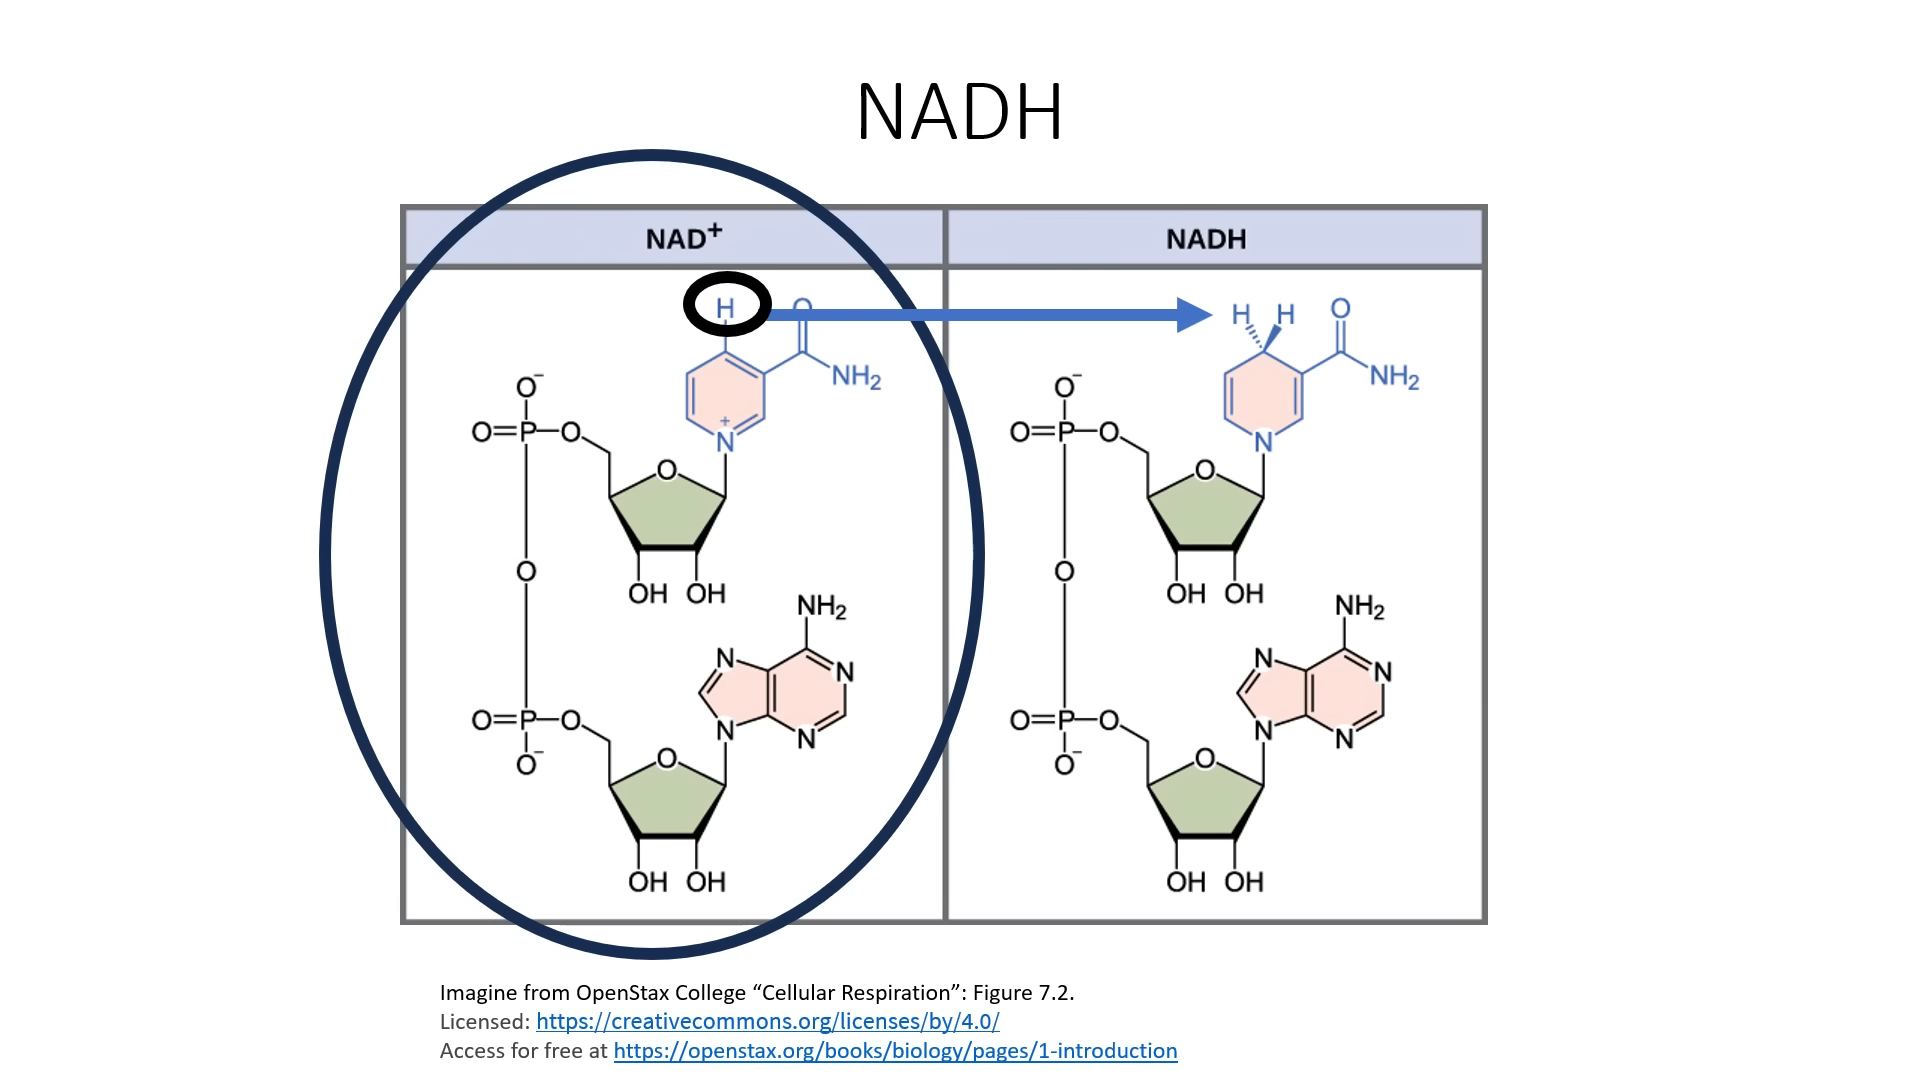 NADH
NAD⁺
NADH
H
O
NH₂
O⁻
O=P–O
+
N
O
OH OH
O
NH₂
N
N
O=P–O
N
N
O⁻
O
OH OH
H H
O
NH₂
O⁻
O=P–O
N
O
OH OH
O
NH₂
N
N
O=P–O
N
N
O⁻
O
OH OH
Imagine from OpenStax College “Cellular Respiration”: Figure 7.2.
Licensed: https://creativecommons.org/licenses/by/4.0/
Access for free at https://openstax.org/books/biology/pages/1-introduction